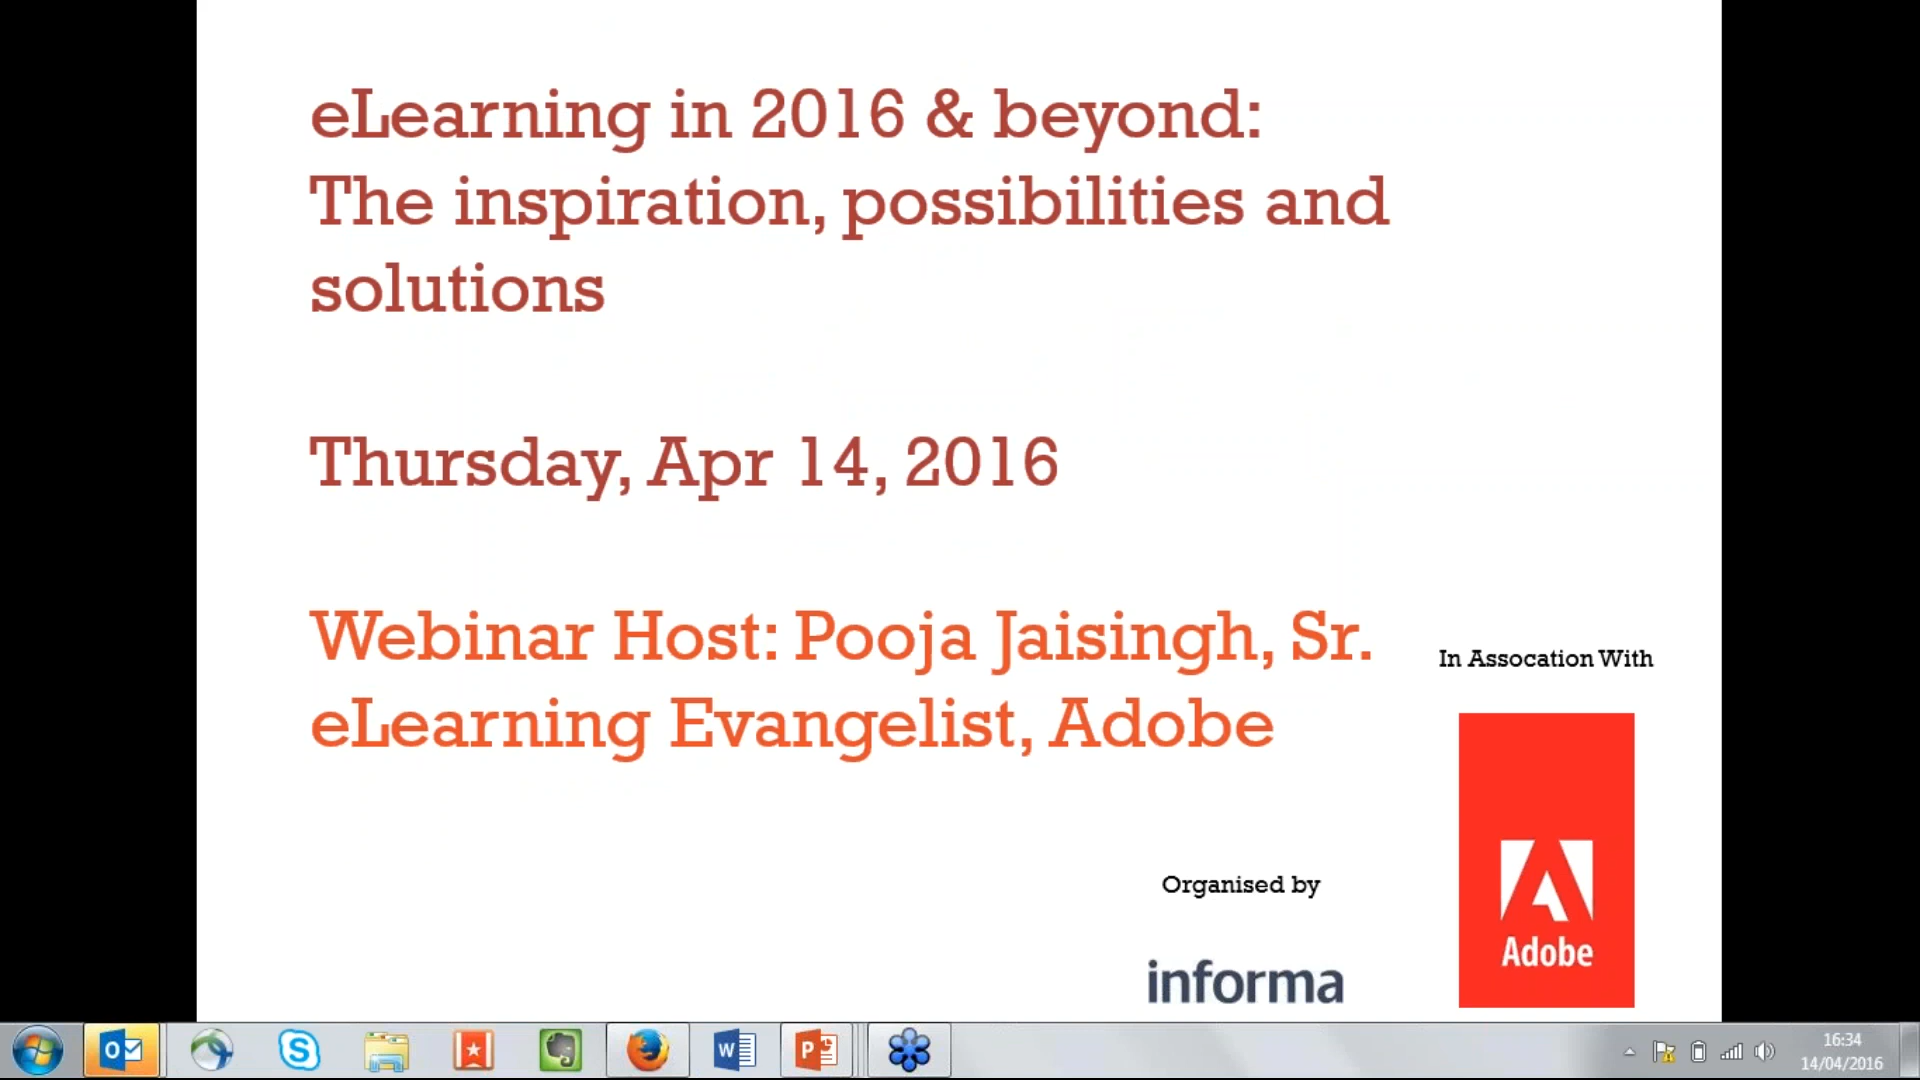 eLearning in 2016 & beyond:
The inspiration, possibilities and
solutions
Thursday, Apr 14, 2016
Webinar Host: Pooja Jaisingh, Sr.
eLearning Evangelist, Adobe
In Assocation With
Adobe
Organised by
informa
16:34
14/04/2016